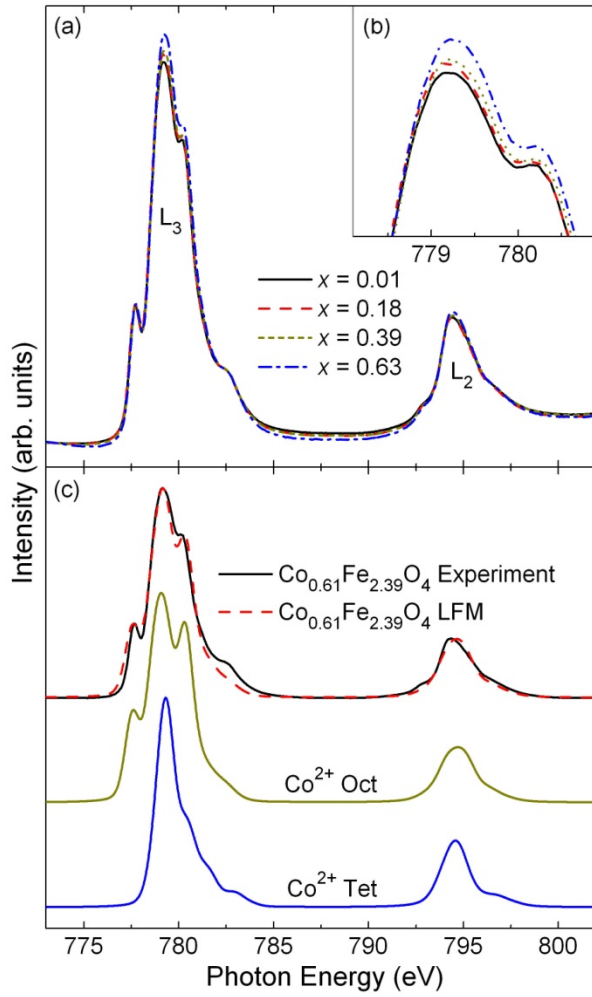 (a)
(b)
L₃
779
780
x = 0.01
x = 0.18
x = 0.39
x = 0.63
L₂
Intensity (arb. units)
(c)
Co₀.₆₁Fe₂.₃₉O₄ Experiment
Co₀.₆₁Fe₂.₃₉O₄ LFM
Co²⁺ Oct
Co²⁺ Tet
775
780
785
790
795
800
Photon Energy (eV)